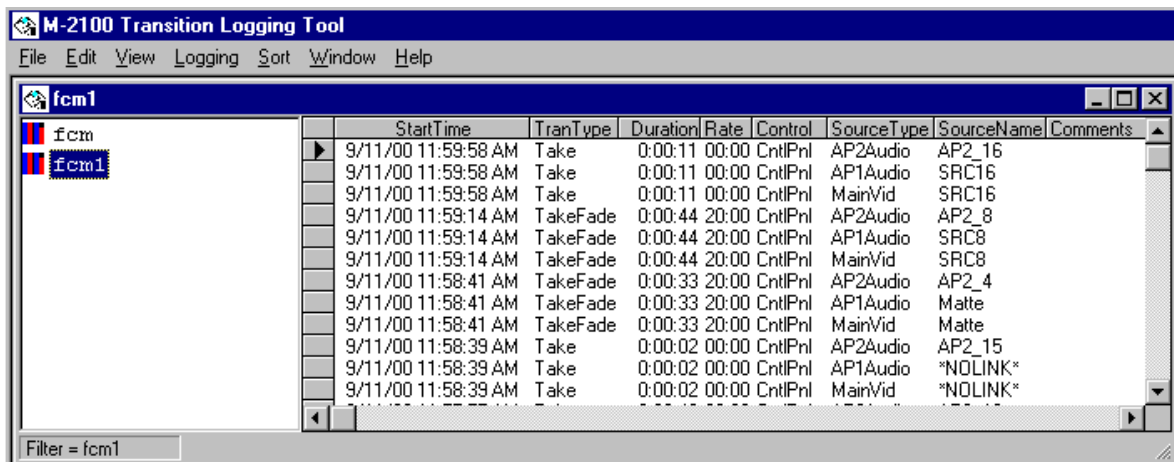 M-2100 Transition Logging Tool
File Edit View Logging Sort Window Help
fcm1
fcm
fcm1
StartTime TranType Duration Rate Control SourceType SourceName Comments
9/11/00 11:59:58 AM Take 0:00:11 00:00 CntlPnl AP2Audio AP2_16
9/11/00 11:59:58 AM Take 0:00:11 00:00 CntlPnl AP1Audio SRC16
9/11/00 11:59:58 AM Take 0:00:11 00:00 CntlPnl MainVid SRC16
9/11/00 11:59:14 AM TakeFade 0:00:44 20:00 CntlPnl AP2Audio AP2_8
9/11/00 11:59:14 AM TakeFade 0:00:44 20:00 CntlPnl AP1Audio SRC8
9/11/00 11:59:14 AM TakeFade 0:00:44 20:00 CntlPnl MainVid SRC8
9/11/00 11:58:41 AM TakeFade 0:00:33 20:00 CntlPnl AP2Audio AP2_4
9/11/00 11:58:41 AM TakeFade 0:00:33 20:00 CntlPnl AP1Audio Matte
9/11/00 11:58:41 AM TakeFade 0:00:33 20:00 CntlPnl MainVid Matte
9/11/00 11:58:39 AM Take 0:00:02 00:00 CntlPnl AP2Audio AP2_15
9/11/00 11:58:39 AM Take 0:00:02 00:00 CntlPnl AP1Audio *NOLINK*
9/11/00 11:58:39 AM Take 0:00:02 00:00 CntlPnl MainVid *NOLINK*
Filter = fcm1